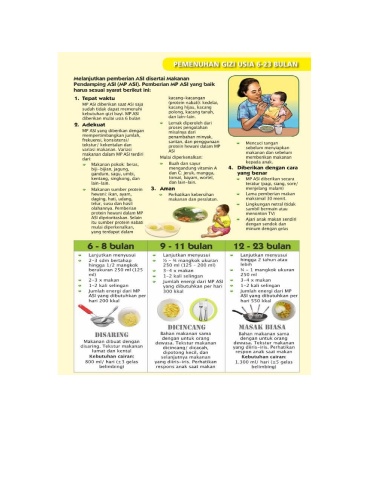 PEMENUHAN GIZI USIA 6-23 BULAN
Melanjutkan pemberian ASI disertai Makanan
Pendamping ASI (MP ASI). Pemberian MP ASI yang baik
harus sesuai syarat berikut ini:
1. Tepat waktu
MP ASI diberikan saat ASI saja
sudah tidak dapat memenuhi
kebutuhan gizi bayi. MP ASI
diberikan mulai usia 6 bulan
2. Adekuat
MP ASI yang diberikan dengan
mempertimbangkan jumlah,
frekuensi, konsistensi/
tekstur/ kekentalan dan
variasi makanan. Variasi
makanan dalam MP ASI terdiri
dari
Makanan pokok: beras,
biji-bijian, jagung,
gandum, sagu, umbi,
kentang, singkong, dan
lain-lain.
Makanan sumber protein
hewani: ikan, ayam,
daging, hati, udang,
telur, susu dan hasil
olahannya. Pemberian
protein hewani dalam MP
ASI diprioritaskan. Selain
itu sumber protein nabati
mulai diperkenalkan,
yang terdapat dalam
kacang-kacangan
(protein nabati): kedelai,
kacang hijau, kacang
polong, kacang tanah,
dan lain-lain.
Lemak diperoleh dari
proses pengolahan
misalnya dari
penambahan minyak,
santan, dan penggunaan
protein hewani dalam MP
ASI
Mulai diperkenalkan:
Buah dan sayur
mengandung vitamin A
dan C: jeruk, mangga,
tomat, bayam, wortel,
dan lain-lain.
3. Aman
Perhatikan kebersihan
makanan dan peralatan.
Mencuci tangan
sebelum menyiapkan
makanan dan sebelum
memberikan makanan
kepada anak.
4. Diberikan dengan cara
yang benar
MP ASI diberikan secara
teratur (pagi, siang, sore/
menjelang malam)
Lama pemberian makan
maksimal 30 menit
Lingkungan netral (tidak
sambil bermain atau
menonton TV)
Ajari anak makan sendiri
dengan sendok dan
minum dengan gelas
6 - 8 bulan
Lanjutkan menyusui
2-3 sdm bertahap
hingga 1/2 mangkok
berukuran 250 ml (125
ml)
2-3 x makan
1-2 kali selingan
Jumlah energi dari MP
ASI yang dibutuhkan per
hari 200 kkal
DISARING
Makanan dibuat dengan
disaring. Tekstur makanan
lumat dan kental.
Kebutuhan cairan:
800 ml/ hari (±3 gelas
belimbing)
9 - 11 bulan
Lanjutkan menyusui
½ - ¾ mangkuk ukuran
250 ml (125 - 200 ml)
3-4 x makan
1-2 kali selingan
Jumlah energi dari MP ASI
yang dibutuhkan per hari
300 kkal
DICINCANG
Bahan makanan sama
dengan untuk orang
dewasa. Tekstur makanan
dicincang/ dicacah,
dipotong kecil, dan
selanjutnya makanan
yang diiris-iris. Perhatikan
respons anak saat makan
12 - 23 bulan
Lanjutkan menyusui
hingga 2 tahun atau
lebih
¾ - 1 mangkok ukuran
250 ml
3-4 x makan
1-2 kali selingan
Jumlah energi dari MP
ASI yang dibutuhkan per
hari 550 kkal
MASAK BIASA
Bahan makanan sama
dengan untuk orang
dewasa. Tekstur makanan
yang diiris-iris. Perhatikan
respon anak saat makan
Kebutuhan cairan:
1.300 ml/ hari (±5 gelas
belimbing)